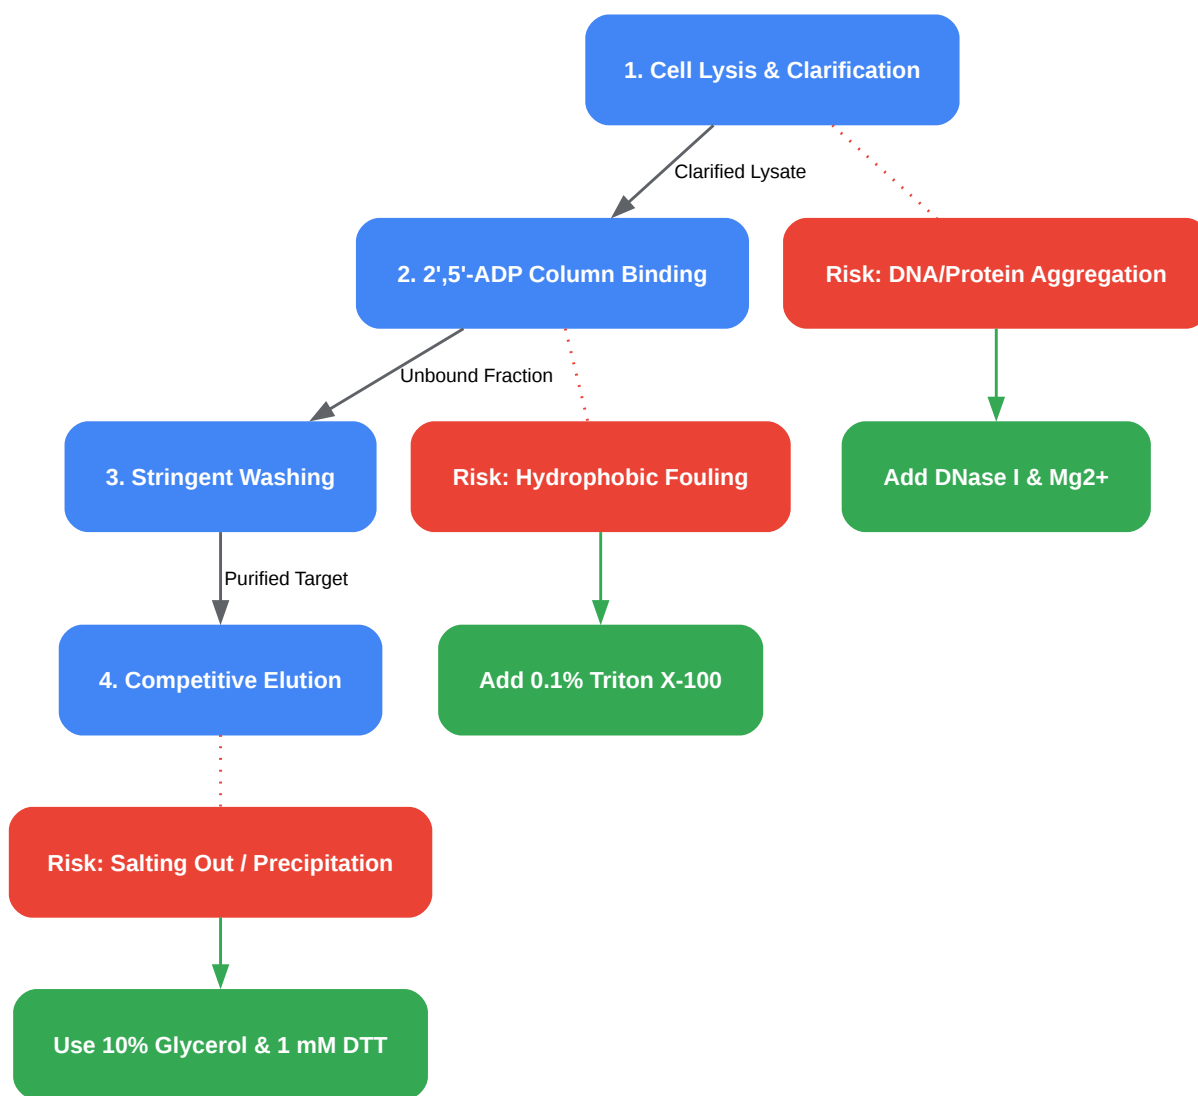 1. Cell Lysis & Clarification
Clarified Lysate
2. 2',5'-ADP Column Binding
Risk: DNA/Protein Aggregation
Unbound Fraction
3. Stringent Washing
Risk: Hydrophobic Fouling
Add DNase I & Mg2+
Purified Target
4. Competitive Elution
Add 0.1% Triton X-100
Risk: Salting Out / Precipitation
Use 10% Glycerol & 1 mM DTT